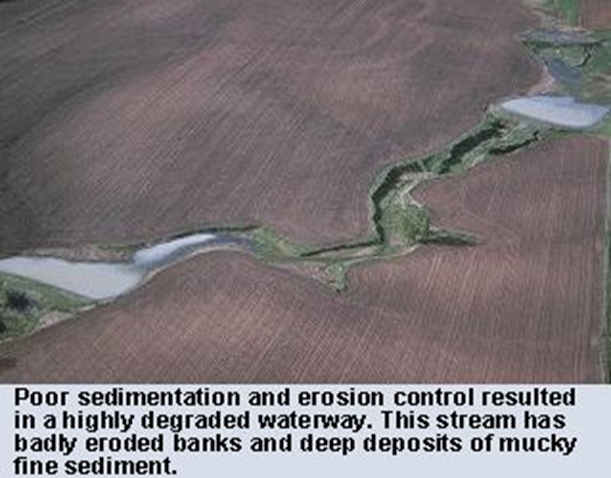 Poor sedimentation and erosion control resulted
in a highly degraded waterway. This stream has
badly eroded banks and deep deposits of mucky
fine sediment.